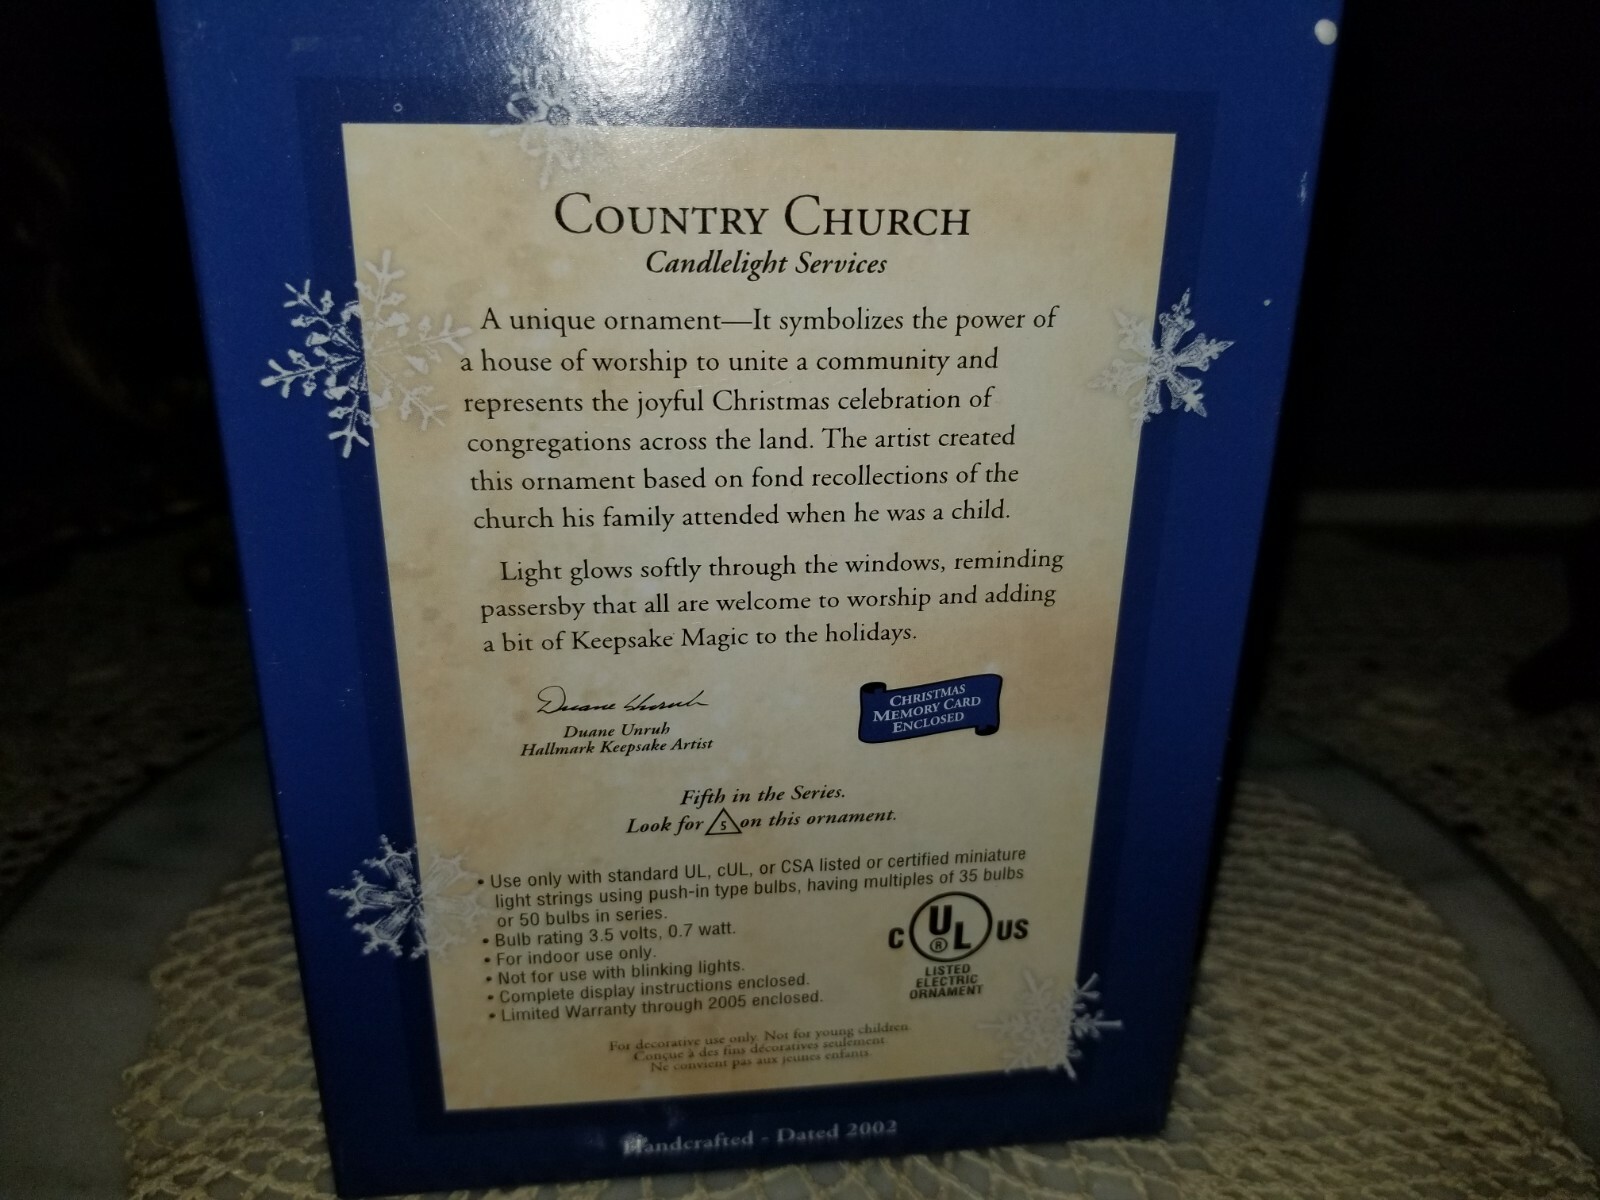 COUNTRY CHURCH
Candlelight Services
A unique ornament—It symbolizes the power of
a house of worship to unite a community and
represents the joyful Christmas celebration of
congregations across the land. The artist created
this ornament based on fond recollections of the
church his family attended when he was a child.
Light glows softly through the windows, reminding
passersby that all are welcome to worship and adding
a bit of Keepsake Magic to the holidays.
Duane Unruh
Duane Unruh
Hallmark Keepsake Artist
CHRISTMAS
MEMORY CARD
ENCLOSED
Fifth in the Series.
Look for 5 on this ornament.
• Use only with standard UL, cUL, or CSA listed or certified miniature
light strings using push-in type bulbs, having multiples of 35 bulbs
or 50 bulbs in series.
• Bulb rating 3.5 volts, 0.7 watt.
• For indoor use only.
• Not for use with blinking lights.
• Complete display instructions enclosed.
• Limited Warranty through 2005 enclosed.
C UL® US
LISTED
ELECTRIC
ORNAMENT
For decorative use only. Not for young children.
Conçue à des fins décoratives seulement.
Ne convient pas aux jeunes enfants.
Handcrafted - Dated 2002